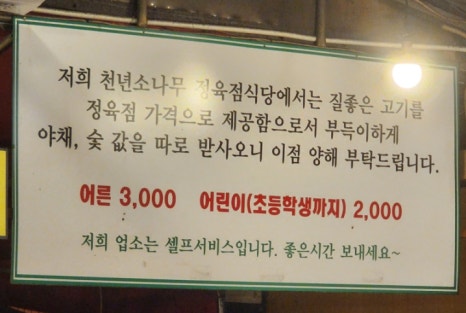 저희 천년소나무 정육점식당에서는 질좋은 고기를
정육점 가격으로 제공함으로서 부득이하게
야채, 숯 값을 따로 받사오니 이점 양해 부탁드립니다.
어른 3,000 어린이(초등학생까지) 2,000
저희 업소는 셀프서비스입니다. 좋은시간 보내세요~